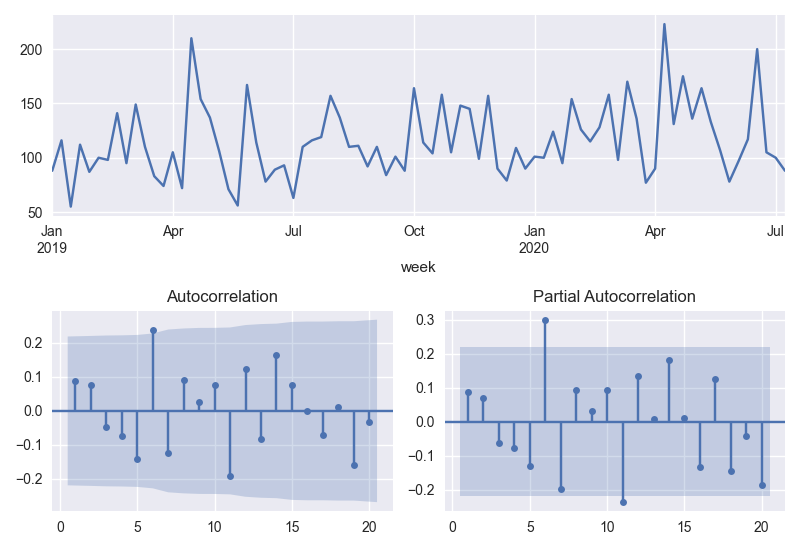 200
150
100
50
Jan Apr Jul Oct Jan Apr Jul
2019 2020
week
Autocorrelation Partial Autocorrelation
0.2 0.3
0.1 0.2
0.0 0.1
−0.1 0.0
−0.2 −0.1
−0.2
0 5 10 15 20 0 5 10 15 20